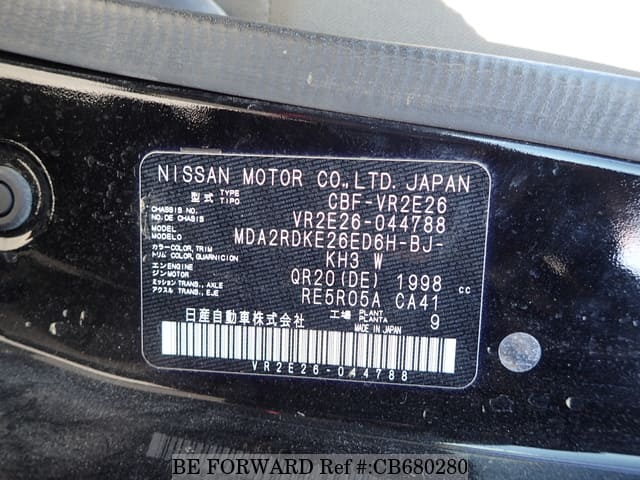 NISSAN MOTOR CO.,LTD. JAPAN
型式 TYPE TIPO CBF-VR2E26
CHASSIS NO. NO. DE CHASIS VR2E26-044788
MODEL MODELO MDA2RDKE26ED6H-BJ-
カラー COLOR, TRIM トリム COLOR, GUARNICION KH3 W
エンジン ENGINE MOTOR QR20(DE) 1998 cc
ミッション TRANS., AXLE アクスル TRANS., EJE RE5R05A CA41
日産自動車株式会社 工場 PLANT PLANTA 9
MADE IN JAPAN
VR2E26-044788
BE FORWARD Ref #CB680280